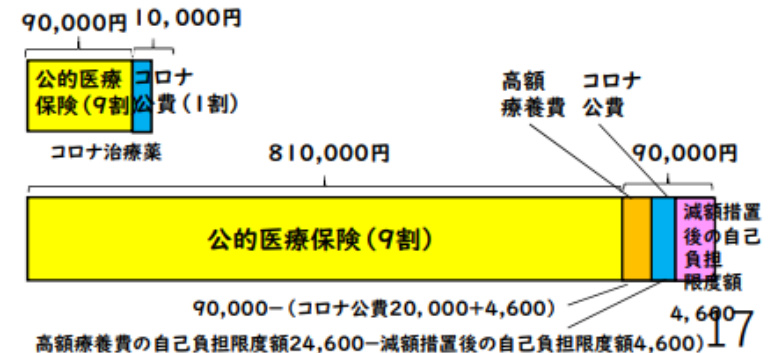 90,000円 10,000円
公的医療
保険(9割)
コロナ
公費(1割)
コロナ治療薬
高額
療養費
コロナ
公費
810,000円
90,000円
公的医療保険(9割)
減額措置
後の自己
負担
限度額
4,600
90,000−(コロナ公費20,000+4,600)
高額療養費の自己負担限度額24,600−減額措置後の自己負担限度額4,600)
17